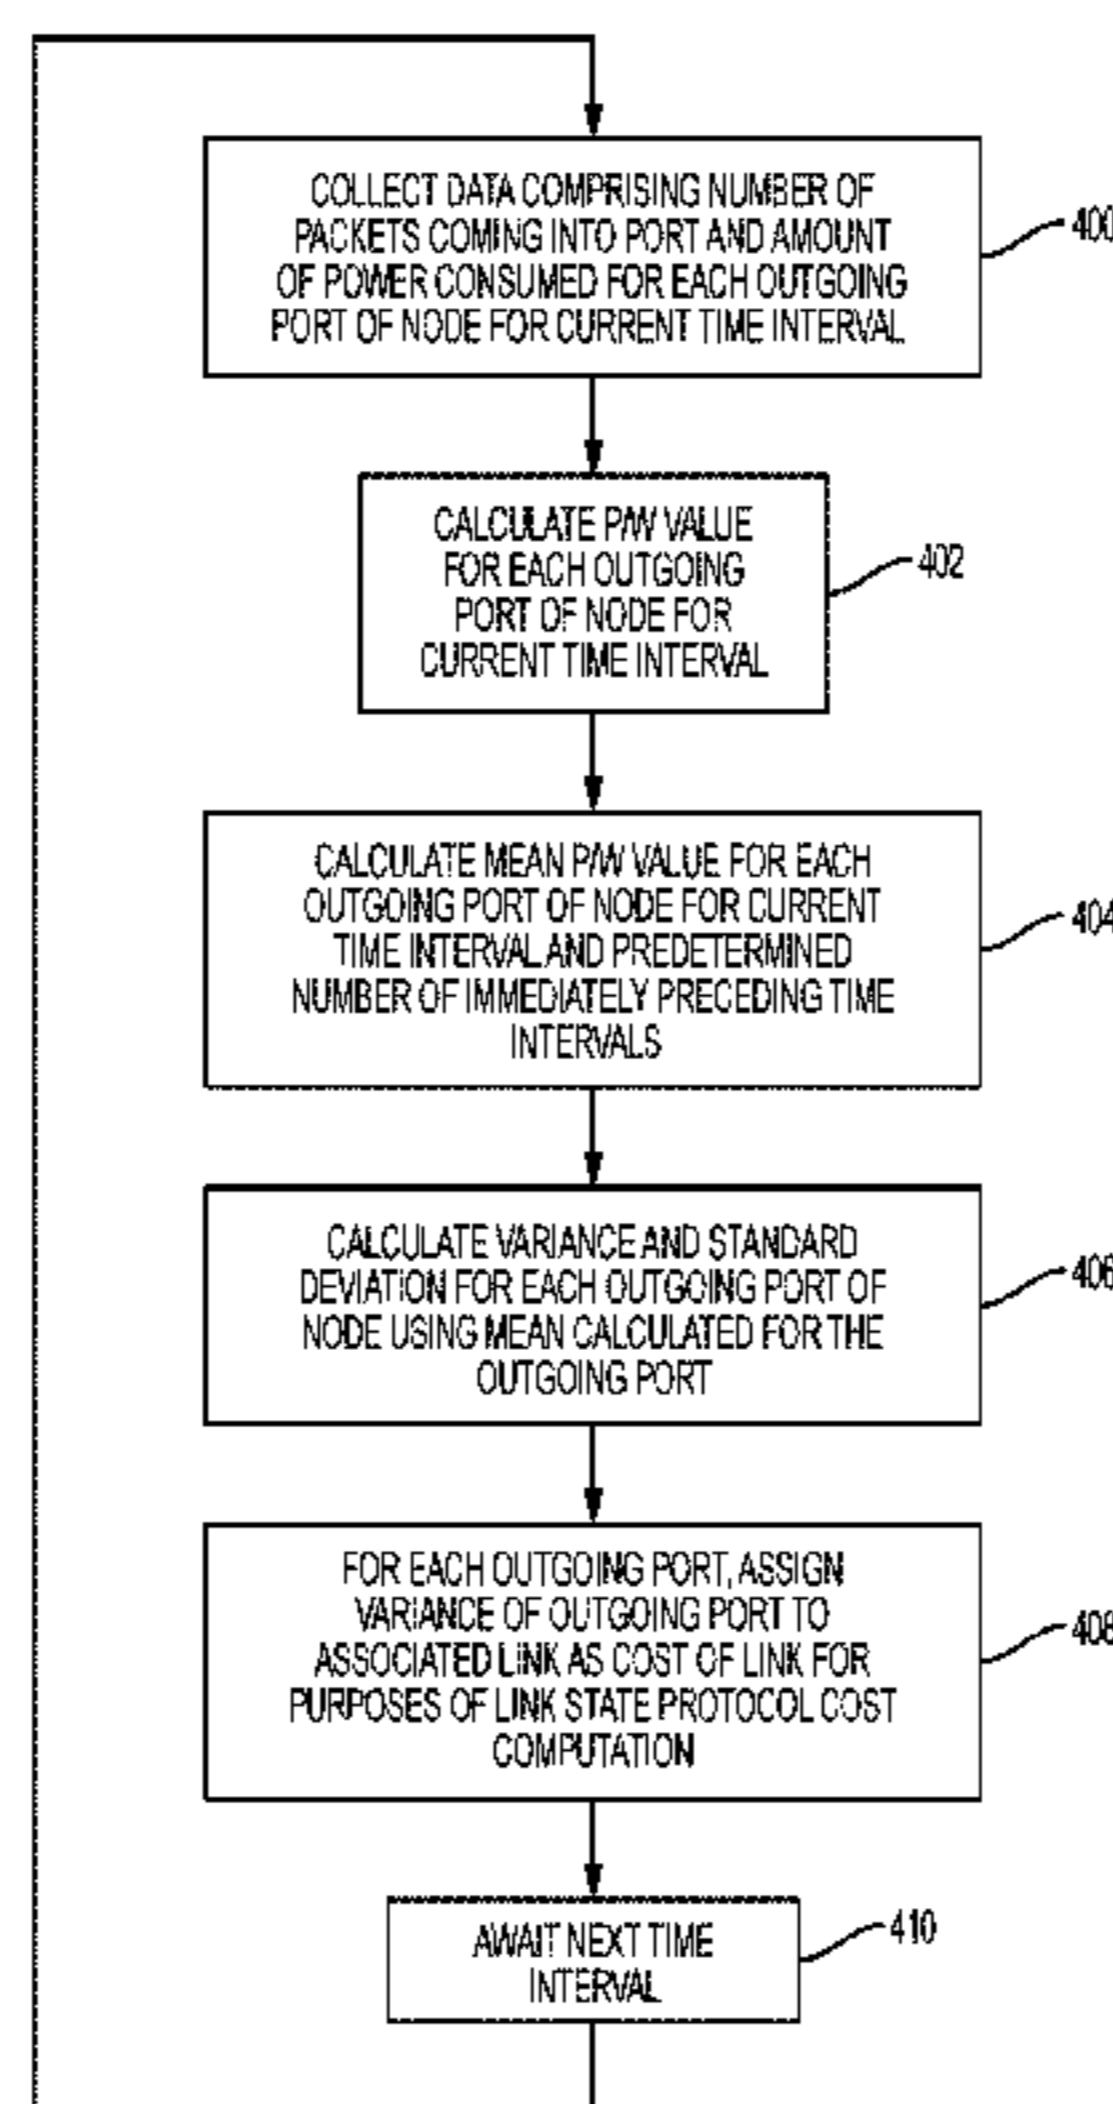 COLLECT DATA COMPRISING NUMBER OF
PACKETS COMING INTO PORT AND AMOUNT
OF POWER CONSUMED FOR EACH OUTGOING
PORT OF NODE FOR CURRENT TIME INTERVAL
400
CALCULATE P/W VALUE
FOR EACH OUTGOING
PORT OF NODE FOR
CURRENT TIME INTERVAL
402
CALCULATE MEAN P/W VALUE FOR EACH
OUTGOING PORT OF NODE FOR CURRENT
TIME INTERVAL AND PREDETERMINED
NUMBER OF IMMEDIATELY PRECEDING TIME
INTERVALS
404
CALCULATE VARIANCE AND STANDARD
DEVIATION FOR EACH OUTGOING PORT OF
NODE USING MEAN CALCULATED FOR THE
OUTGOING PORT
406
FOR EACH OUTGOING PORT, ASSIGN
VARIANCE OF OUTGOING PORT TO
ASSOCIATED LINK AS COST OF LINK FOR
PURPOSES OF LINK STATE PROTOCOL COST
COMPUTATION
408
AWAIT NEXT TIME
INTERVAL
410